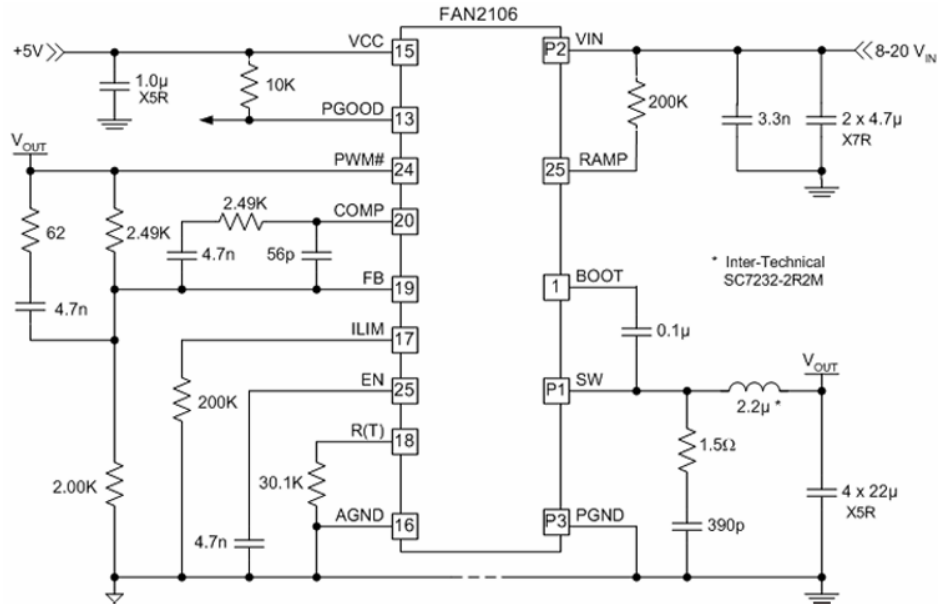 FAN2106
+5V
VCC
15
P2
VIN
8-20 VIN
1.0µ
X5R
10K
PGOOD
13
200K
3.3n
2 x 4.7µ
X7R
VOUT
PWM#
24
25
RAMP
62
2.49K
2.49K
COMP
20
4.7n
56p
* Inter-Technical
SC7232-2R2M
FB
19
1
BOOT
4.7n
ILIM
17
0.1µ
200K
EN
25
P1
SW
VOUT
2.2µ *
R(T)
18
1.5Ω
2.00K
30.1K
4 x 22µ
X5R
AGND
16
P3
PGND
390p
4.7n